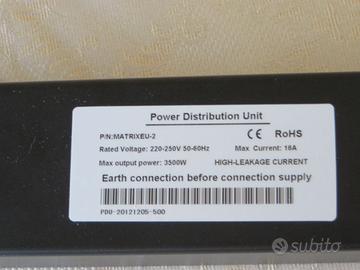 Power Distribution Unit
P/N:MATRIXEU-2 CE RoHS
Rated Voltage: 220-250V 50-60Hz Max Current: 16A
Max output power: 3500W HIGH-LEAKAGE CURRENT
Earth connection before connection supply
PDU-20121205-500
subito